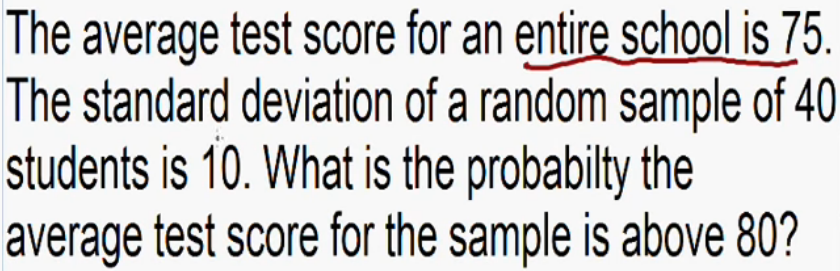 The average test score for an entire school is 75.
The standard deviation of a random sample of 40
students is 10. What is the probabilty the
average test score for the sample is above 80?